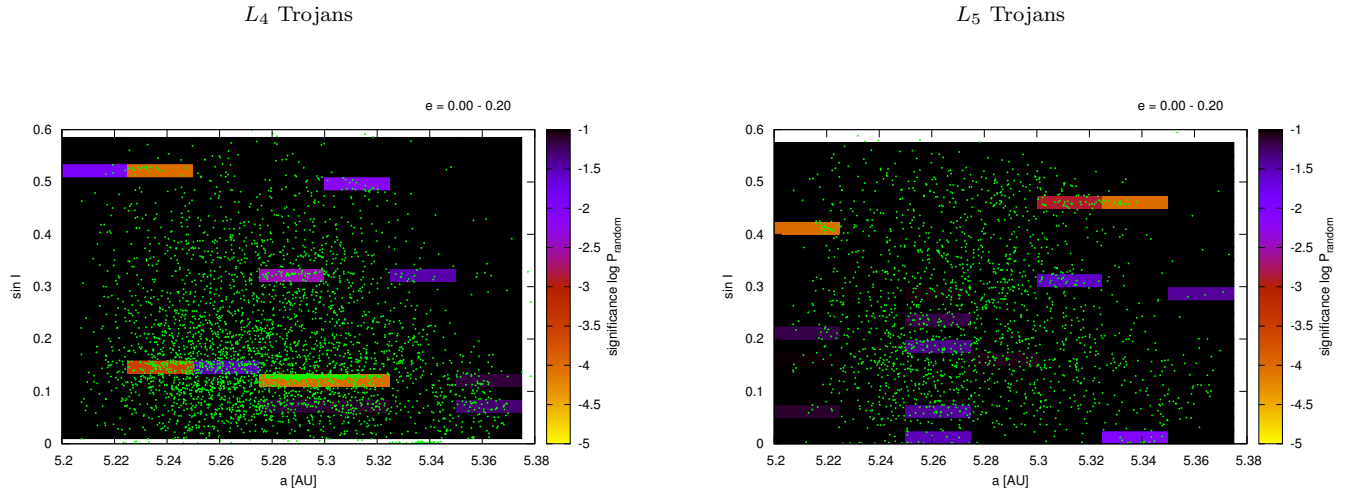 L4 Trojans
L5 Trojans
e = 0.00 - 0.20
0.6
0.5
0.4
0.3
0.2
0.1
0
sin I
5.2 5.22 5.24 5.26 5.28 5.3 5.32 5.34 5.36 5.38
a [AU]
-1
-1.5
-2
-2.5
-3
-3.5
-4
-4.5
-5
significance log Prandom
e = 0.00 - 0.20
0.6
0.5
0.4
0.3
0.2
0.1
0
sin I
5.2 5.22 5.24 5.26 5.28 5.3 5.32 5.34 5.36 5.38
a [AU]
-1
-1.5
-2
-2.5
-3
-3.5
-4
-4.5
-5
significance log Prandom